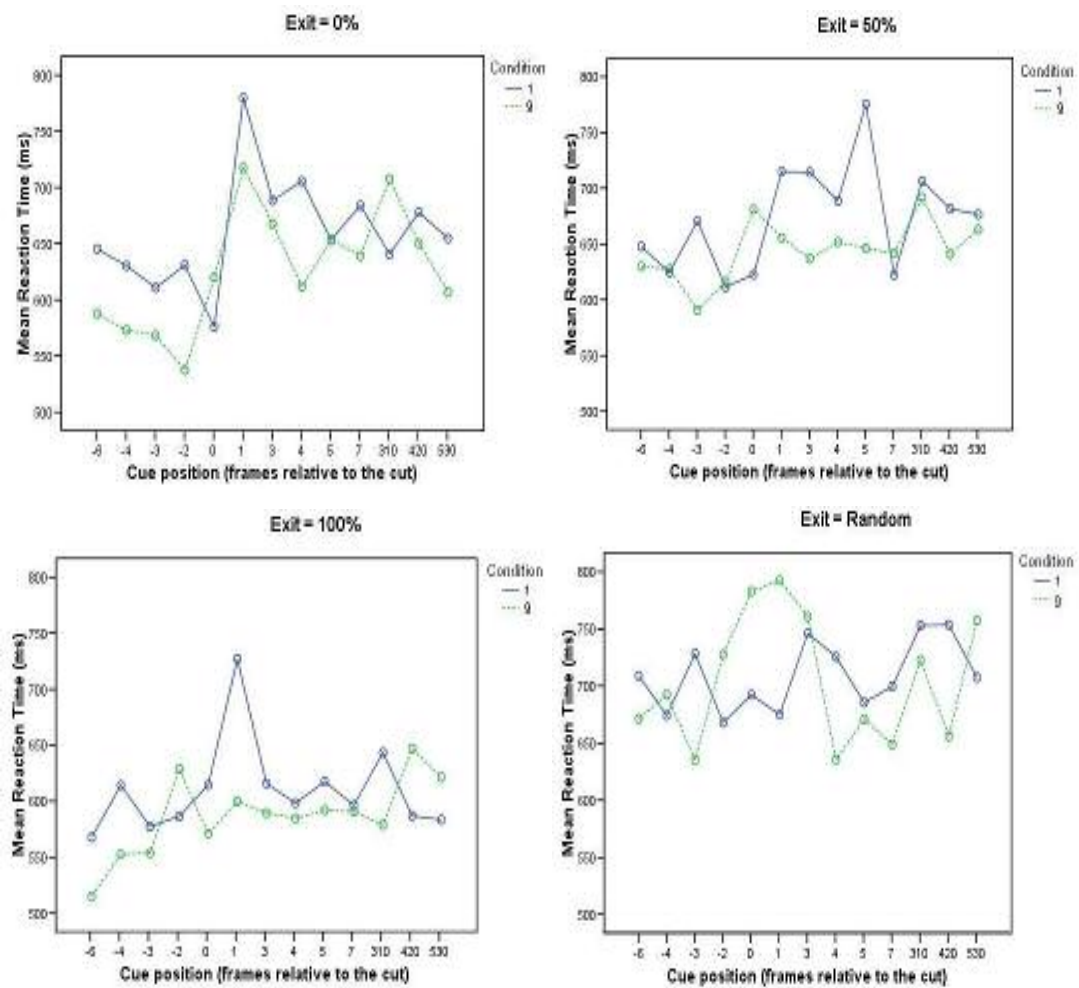 Exit = 0%
Condition
1
9
Mean Reaction Time (ms)
800
750
700
650
600
550
500
-6 -4 -3 -2 0 1 3 4 5 7 310 420 530
Cue position (frames relative to the cut)
Exit = 50%
Condition
1
9
Mean Reaction Time (ms)
800
750
700
650
600
550
500
-6 -4 -3 -2 0 1 3 4 5 7 310 420 530
Cue position (frames relative to the cut)
Exit = 100%
Condition
1
9
Mean Reaction Time (ms)
800
750
700
650
600
550
500
-6 -4 -3 -2 0 1 3 4 5 7 310 420 530
Cue position (frames relative to the cut)
Exit = Random
Condition
1
9
Mean Reaction Time (ms)
800
750
700
650
600
550
500
-6 -4 -3 -2 0 1 3 4 5 7 310 420 530
Cue position (frames relative to the cut)